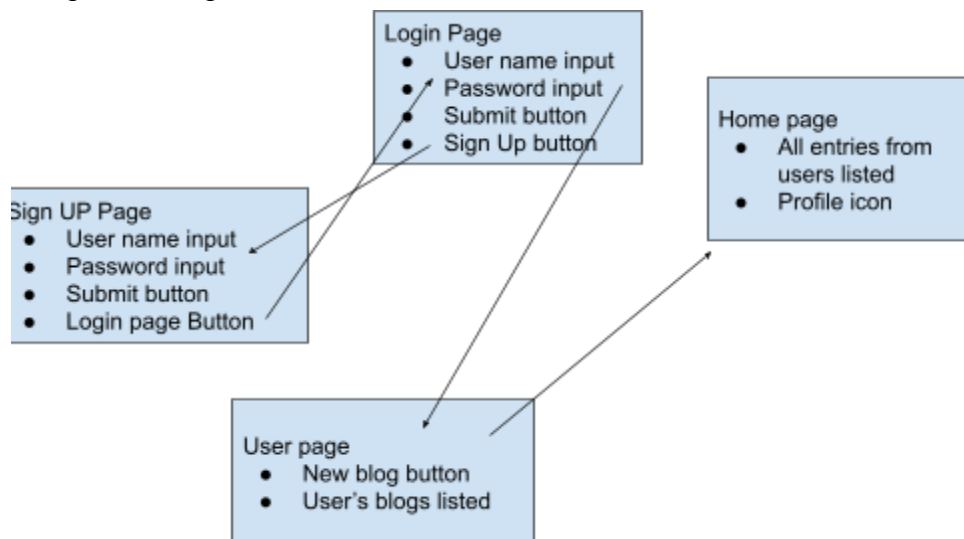 Login Page
● User name input
● Password input
● Submit button
● Sign Up button
Home page
● All entries from
users listed
● Profile icon
Sign UP Page
● User name input
● Password input
● Submit button
● Login page Button
User page
● New blog button
● User’s blogs listed